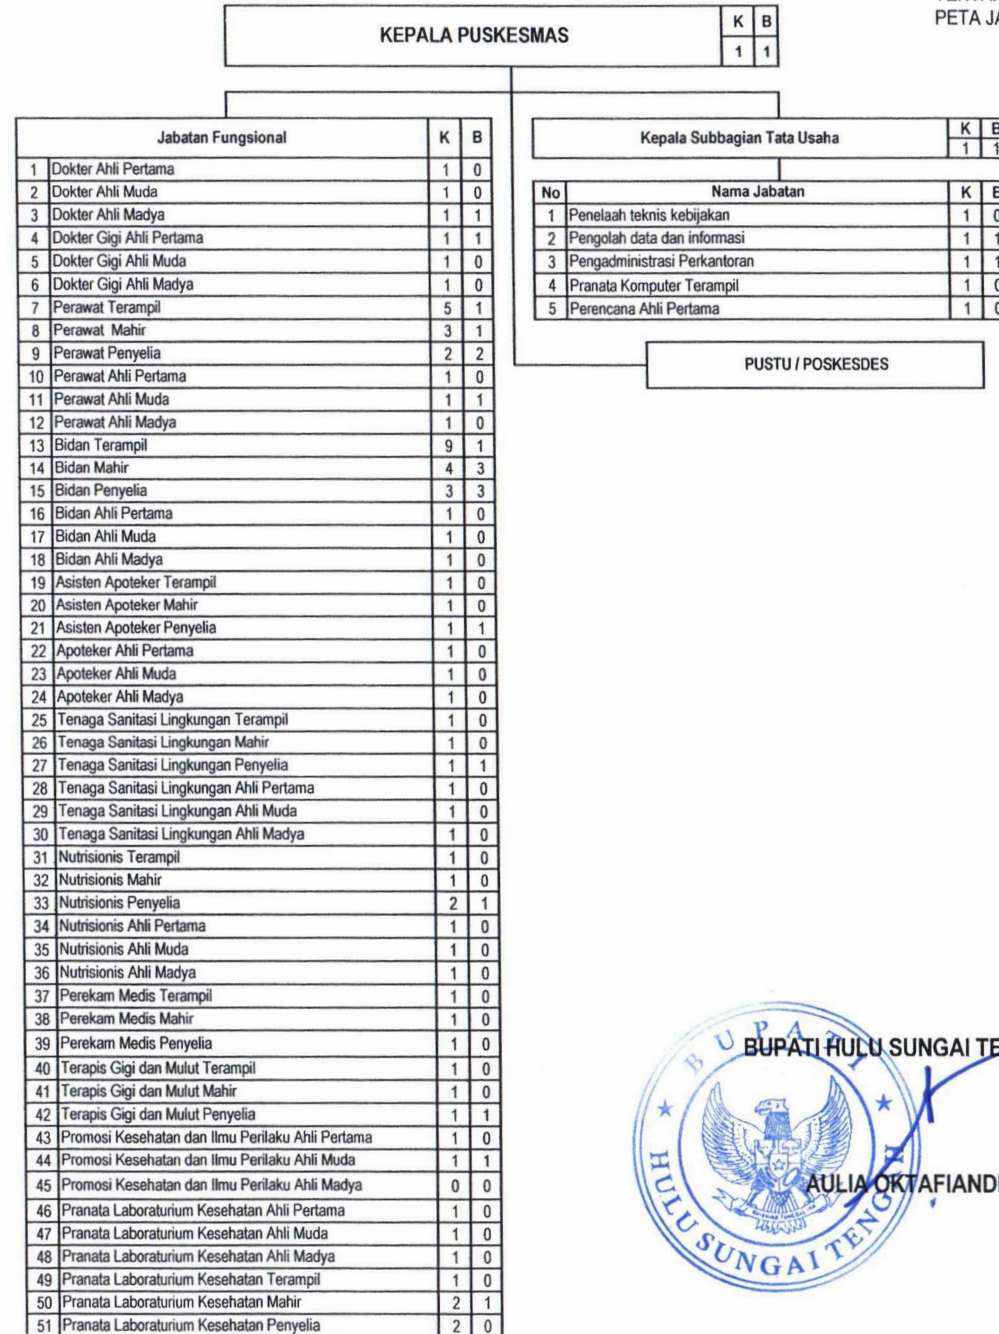 PETA JA
KEPALA PUSKESMAS
K B
1 1
Jabatan Fungsional K B
1 Dokter Ahli Pertama 1 0
2 Dokter Ahli Muda 1 0
3 Dokter Ahli Madya 1 1
4 Dokter Gigi Ahli Pertama 1 1
5 Dokter Gigi Ahli Muda 1 0
6 Dokter Gigi Ahli Madya 1 0
7 Perawat Terampil 5 1
8 Perawat Mahir 3 1
9 Perawat Penyelia 2 2
10 Perawat Ahli Pertama 1 0
11 Perawat Ahli Muda 1 1
12 Perawat Ahli Madya 1 0
13 Bidan Terampil 9 1
14 Bidan Mahir 4 3
15 Bidan Penyelia 3 3
16 Bidan Ahli Pertama 1 0
17 Bidan Ahli Muda 1 0
18 Bidan Ahli Madya 1 0
19 Asisten Apoteker Terampil 1 0
20 Asisten Apoteker Mahir 1 0
21 Asisten Apoteker Penyelia 1 1
22 Apoteker Ahli Pertama 1 0
23 Apoteker Ahli Muda 1 0
24 Apoteker Ahli Madya 1 0
25 Tenaga Sanitasi Lingkungan Terampil 1 0
26 Tenaga Sanitasi Lingkungan Mahir 1 0
27 Tenaga Sanitasi Lingkungan Penyelia 1 1
28 Tenaga Sanitasi Lingkungan Ahli Pertama 1 0
29 Tenaga Sanitasi Lingkungan Ahli Muda 1 0
30 Tenaga Sanitasi Lingkungan Ahli Madya 1 0
31 Nutrisionis Terampil 1 0
32 Nutrisionis Mahir 1 0
33 Nutrisionis Penyelia 2 1
34 Nutrisionis Ahli Pertama 1 0
35 Nutrisionis Ahli Muda 1 0
36 Nutrisionis Ahli Madya 1 0
37 Perekam Medis Terampil 1 0
38 Perekam Medis Mahir 1 0
39 Perekam Medis Penyelia 1 0
40 Terapis Gigi dan Mulut Terampil 1 0
41 Terapis Gigi dan Mulut Mahir 1 0
42 Terapis Gigi dan Mulut Penyelia 1 1
43 Promosi Kesehatan dan Ilmu Perilaku Ahli Pertama 1 0
44 Promosi Kesehatan dan Ilmu Perilaku Ahli Muda 1 1
45 Promosi Kesehatan dan Ilmu Perilaku Ahli Madya 0 0
46 Pranata Laboraturium Kesehatan Ahli Pertama 1 0
47 Pranata Laboraturium Kesehatan Ahli Muda 1 0
48 Pranata Laboraturium Kesehatan Ahli Madya 1 0
49 Pranata Laboraturium Kesehatan Terampil 1 0
50 Pranata Laboraturium Kesehatan Mahir 2 1
51 Pranata Laboraturium Kesehatan Penyelia 2 0
Kepala Subbagian Tata Usaha K B
1 1
No Nama Jabatan K B
1 Penelaah teknis kebijakan 1 0
2 Pengolah data dan informasi 1 1
3 Pengadministrasi Perkantoran 1 1
4 Pranata Komputer Terampil 1 0
5 Perencana Ahli Pertama 1 0
PUSTU / POSKESDES
BUPATI HULU SUNGAI TE
AULIA OKTAFIANDI
BUPATI
HULU SUNGAI TENGAH